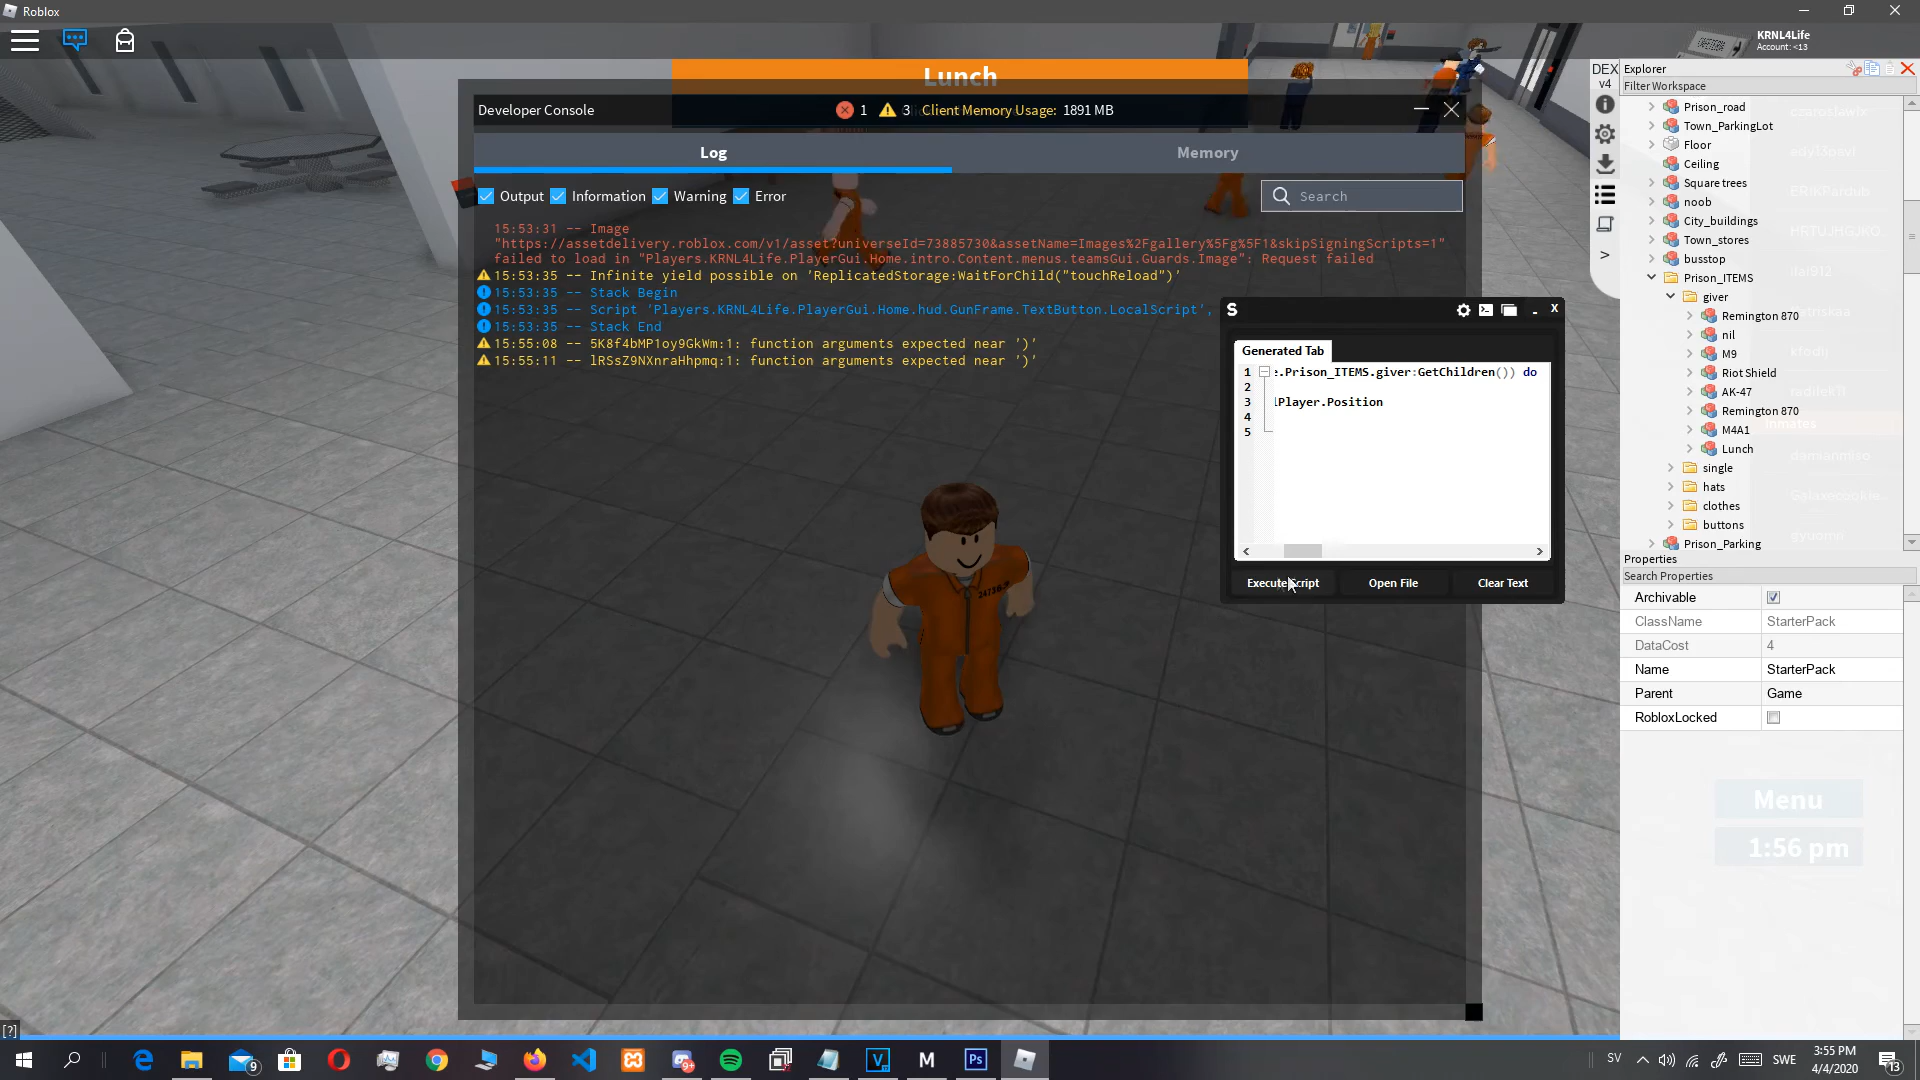 Roblox
KRNL4Life
Account: <13
Lunch
Developer Console
1
3
Client Memory Usage: 1891 MB
Log
Memory
Output
Information
Warning
Error
Search
15:53:31 -- Image
"https://assetdelivery.roblox.com/v1/asset?universeId=73885730&assetName=Images%2Fgallery%5Fg%5F1&skipSigningScripts=1"
failed to load in "Players.KRNL4Life.PlayerGui.Home.intro.Content.menus.teamsGui.Guards.Image": Request failed
15:53:35 -- Infinite yield possible on 'ReplicatedStorage:WaitForChild("touchReload")'
15:53:35 -- Stack Begin
15:53:35 -- Script 'Players.KRNL4Life.PlayerGui.Home.hud.GunFrame.TextButton.LocalScript',
15:53:35 -- Stack End
15:55:08 -- 5K8f4bMP1oy9GkWm:1: function arguments expected near ')'
15:55:11 -- lRSsZ9NXnraHhpmq:1: function arguments expected near ')'
S
X
Generated Tab
1 .Prison_ITEMS.giver:GetChildren()) do
2
3 lPlayer.Position
4
5
Execute Script
Open File
Clear Text
DEX
v4
Explorer
Filter Workspace
Prison_road
Town_ParkingLot
Floor
Ceiling
Square trees
noob
City_buildings
Town_stores
busstop
Prison_ITEMS
giver
Remington 870
nil
M9
Riot Shield
AK-47
Remington 870
M4A1
Lunch
single
hats
clothes
buttons
Prison_Parking
Inmates
Properties
Search Properties
Archivable
ClassName StarterPack
DataCost 4
Name StarterPack
Parent Game
RobloxLocked
Menu
1:56 pm
[?]
9
9+
V
M
Ps
SV
SWE
3:55 PM
4/4/2020
13